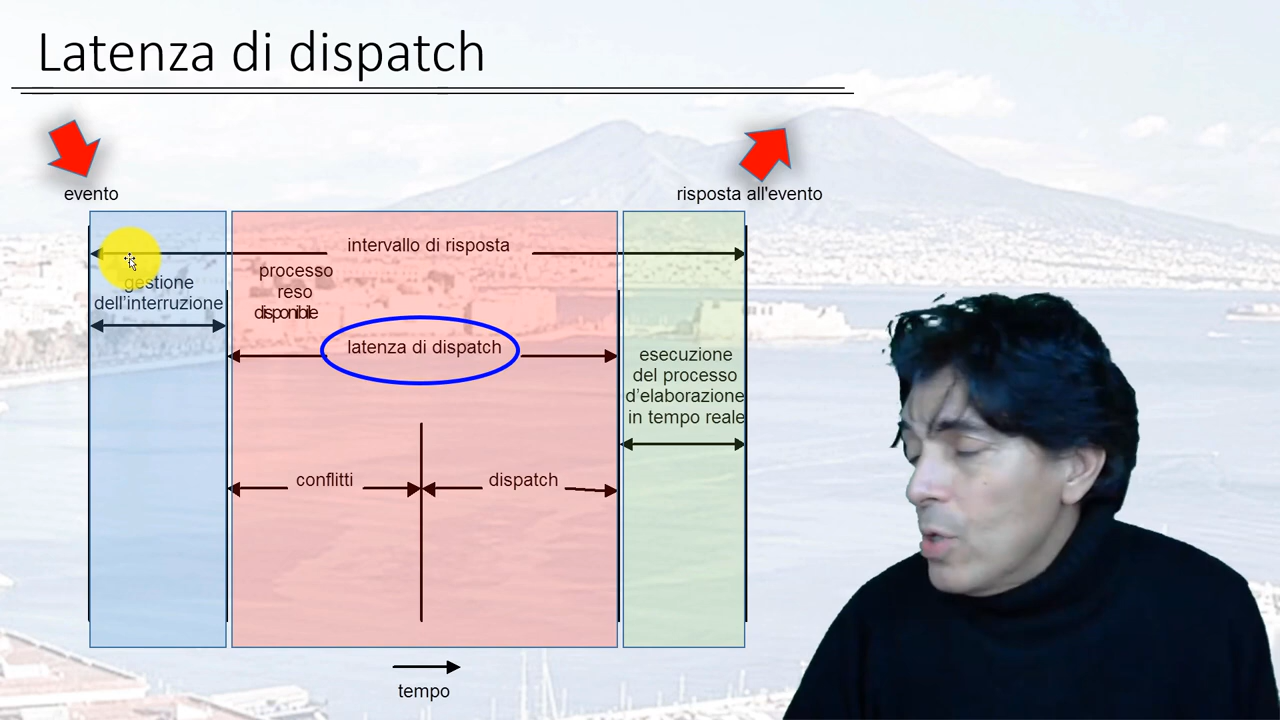 Latenza di dispatch
evento
risposta all'evento
intervallo di risposta
processo
reso
disponibile
gestione
dell'interruzione
latenza di dispatch
esecuzione
del processo
d'elaborazione
in tempo reale
conflitti
dispatch
tempo